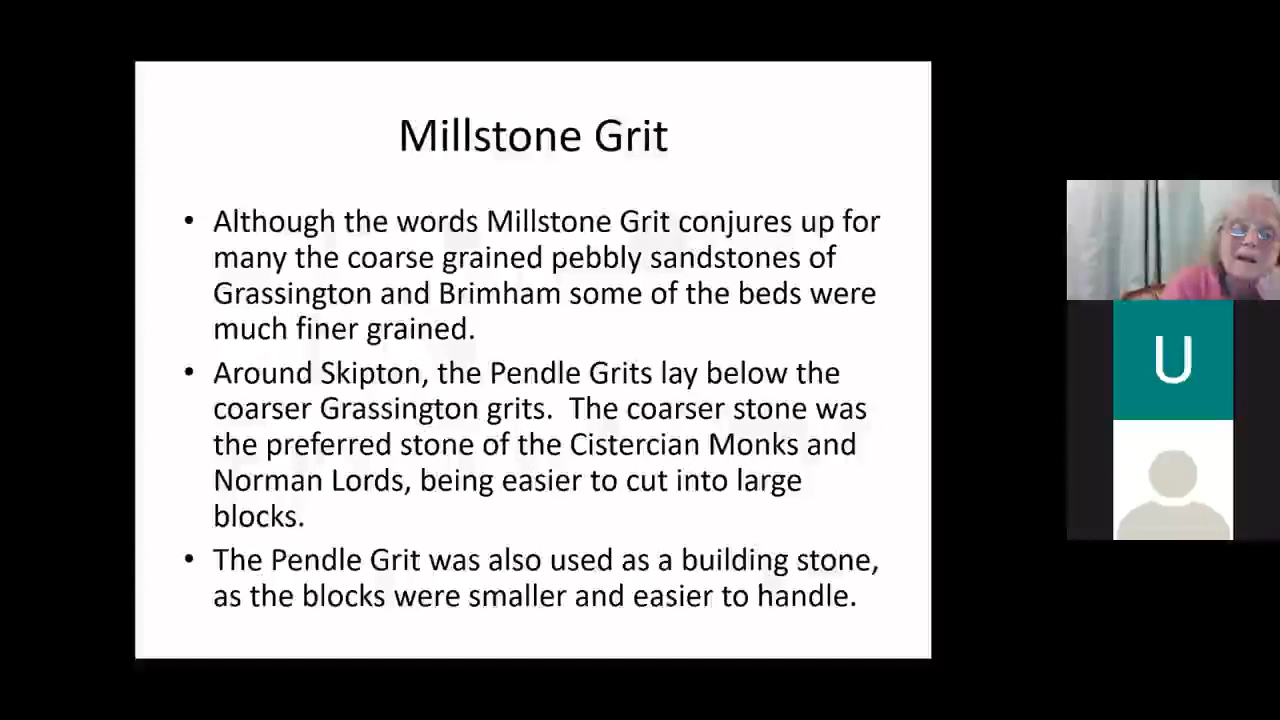 Millstone Grit
• Although the words Millstone Grit conjures up for
many the coarse grained pebbly sandstones of
Grassington and Brimham some of the beds were
much finer grained.
• Around Skipton, the Pendle Grits lay below the
coarser Grassington grits.  The coarser stone was
the preferred stone of the Cistercian Monks and
Norman Lords, being easier to cut into large
blocks.
• The Pendle Grit was also used as a building stone,
as the blocks were smaller and easier to handle.
U